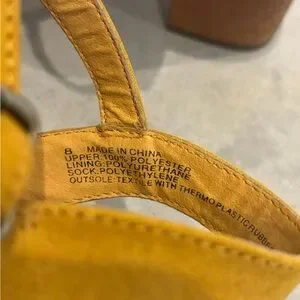 8 MADE IN CHINA
UPPER:100% POLYESTER
LINING:POLYURETHANE
SOCK:POLYETHYLENE
OUTSOLE:TEXTILE WITH THERMO PLASTIC RUBBER